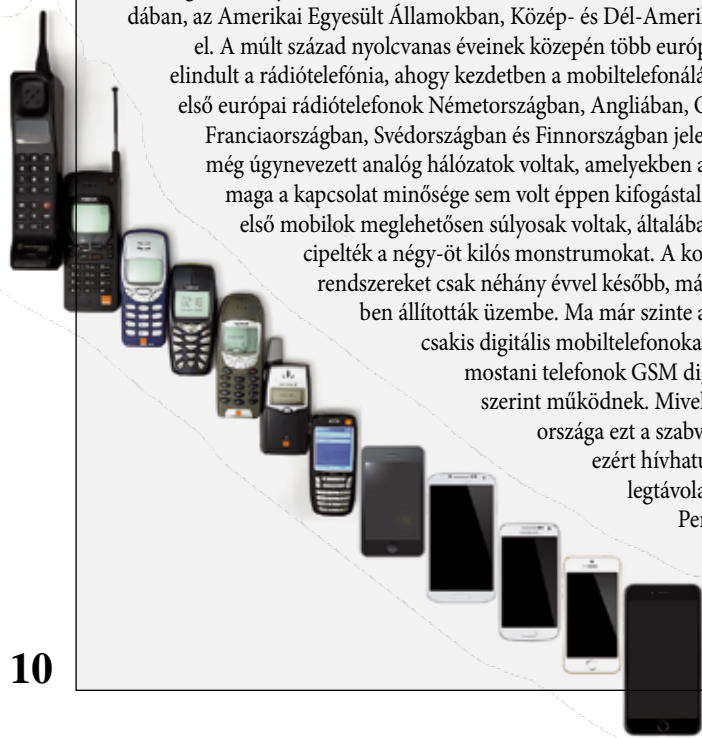 dában, az Amerikai Egyesült Államokban, Közép- és Dél-Amerik
el. A múlt század nyolcvanas éveinek közepén több európ
elindult a rádiótelefónia, ahogy kezdetben a mobiltelefonálá
első európai rádiótelefonok Németországban, Angliában,
Franciaországban, Svédországban és Finnországban jele
még úgynevezett analóg hálózatok voltak, amelyekben a
maga a kapcsolat minősége sem volt éppen kifogástal
első mobilok meglehetősen súlyosak voltak, általába
cipelték a négy-öt kilós monstrumokat. A ko
rendszereket csak néhány évvel később, má
ben állították üzembe. Ma már szinte a
csakis digitális mobiltelefonoka
mostani telefonok GSM di
szerint működnek. Mivel
országa ezt a szabv
ezért hívhatu
legtávola
Per
10